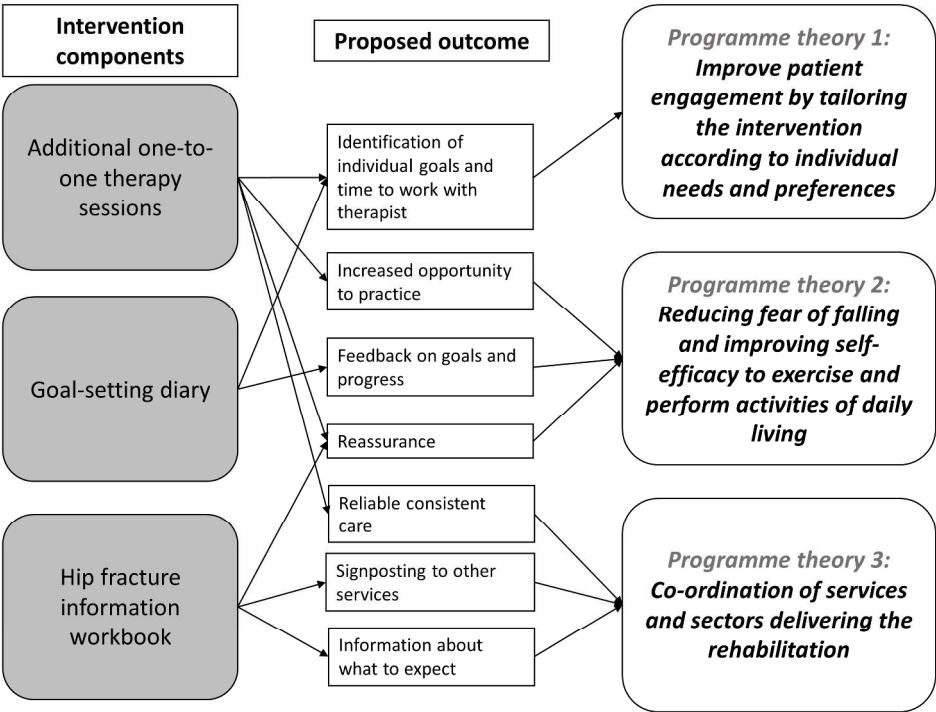 Intervention
components
Proposed outcome
Additional one-to-
one therapy
sessions
Goal-setting diary
Hip fracture
information
workbook
Identification of
individual goals and
time to work with
therapist
Increased opportunity
to practice
Feedback on goals and
progress
Reassurance
Reliable consistent
care
Signposting to other
services
Information about
what to expect
Programme theory 1:
Improve patient
engagement by tailoring
the intervention
according to individual
needs and preferences
Programme theory 2:
Reducing fear of falling
and improving self-
efficacy to exercise and
perform activities of daily
living
Programme theory 3:
Co-ordination of services
and sectors delivering the
rehabilitation